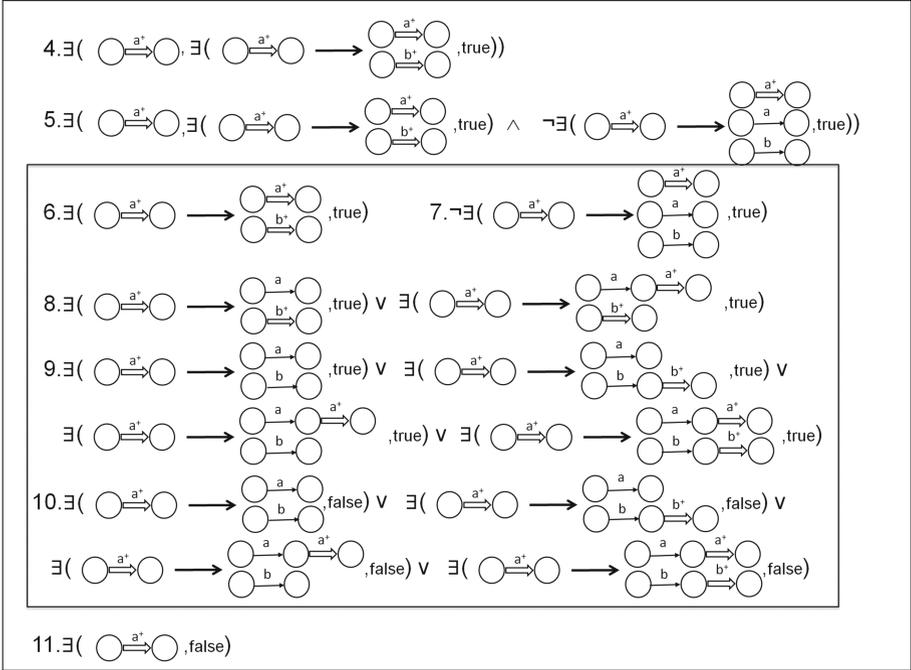 4.∃( a⁺ , ∃( a⁺ a⁺ b⁺ ,true))
5.∃( a⁺ ,∃( a⁺ a⁺ b⁺ ,true) ∧ ¬∃( a⁺ a⁺ a b ,true))
6.∃( a⁺ a⁺ b⁺ ,true) 7.¬∃( a⁺ a⁺ a b ,true)
8.∃( a⁺ a b⁺ ,true) ∨ ∃( a⁺ a a⁺ b⁺ ,true)
9.∃( a⁺ a b ,true) ∨ ∃( a⁺ a b b⁺ ,true) ∨
∃( a⁺ a a⁺ b ,true) ∨ ∃( a⁺ a a⁺ b b⁺ ,true)
10.∃( a⁺ a b ,false) ∨ ∃( a⁺ a b b⁺ ,false) ∨
∃( a⁺ a a⁺ b ,false) ∨ ∃( a⁺ a a⁺ b b⁺ ,false)
11.∃( a⁺ ,false)